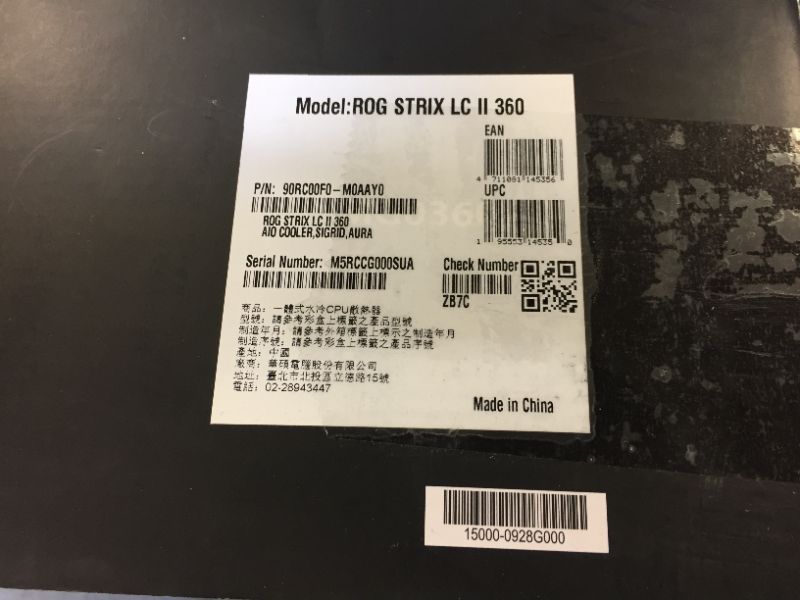 Model:ROG STRIX LC II 360
EAN
4 711081 145356
P/N: 90RC00F0-M0AAY0
UPC
ROG STRIX LC II 360
AIO COOLER,SIGRID,AURA
1 95553 14535 0
Serial Number: M5RCCG000SUA
Check Number
ZB7C
商品: 一體式水冷CPU散熱器
型號: 請參考彩盒上標籤之產品型號
制造年月: 請參考外箱標籤上標示之制造年月
制造序號: 請參考彩盒上標籤之產品序號
產地: 中國
廠商: 華碩電腦股份有限公司
地址: 臺北市北投區立德路15號
電話: 02-28943447
Made in China
15000-0928G000